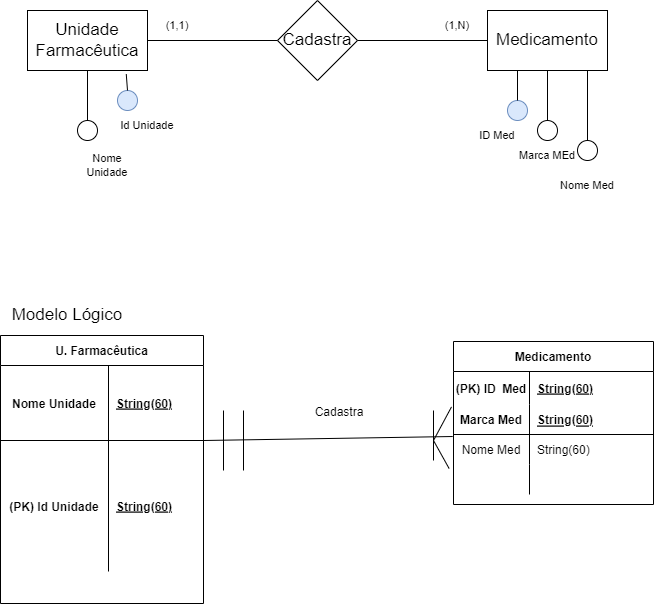 Unidade
Farmacêutica
(1,1)
Cadastra
(1,N)
Medicamento
Id Unidade
Nome
Unidade
ID Med
Marca MEd
Nome Med
Modelo Lógico
U. Farmacêutica
Nome Unidade String(60)
(PK) Id Unidade String(60)
Cadastra
Medicamento
(PK) ID Med String(60)
Marca Med String(60)
Nome Med String(60)